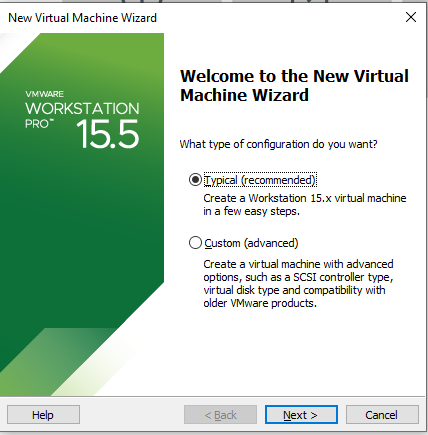 New Virtual Machine Wizard
VMWARE
WORKSTATION
PRO™
15.5
Welcome to the New Virtual
Machine Wizard
What type of configuration do you want?
Typical (recommended)
Create a Workstation 15.x virtual machine
in a few easy steps.
Custom (advanced)
Create a virtual machine with advanced
options, such as a SCSI controller type,
virtual disk type and compatibility with
older VMware products.
Help
< Back
Next >
Cancel